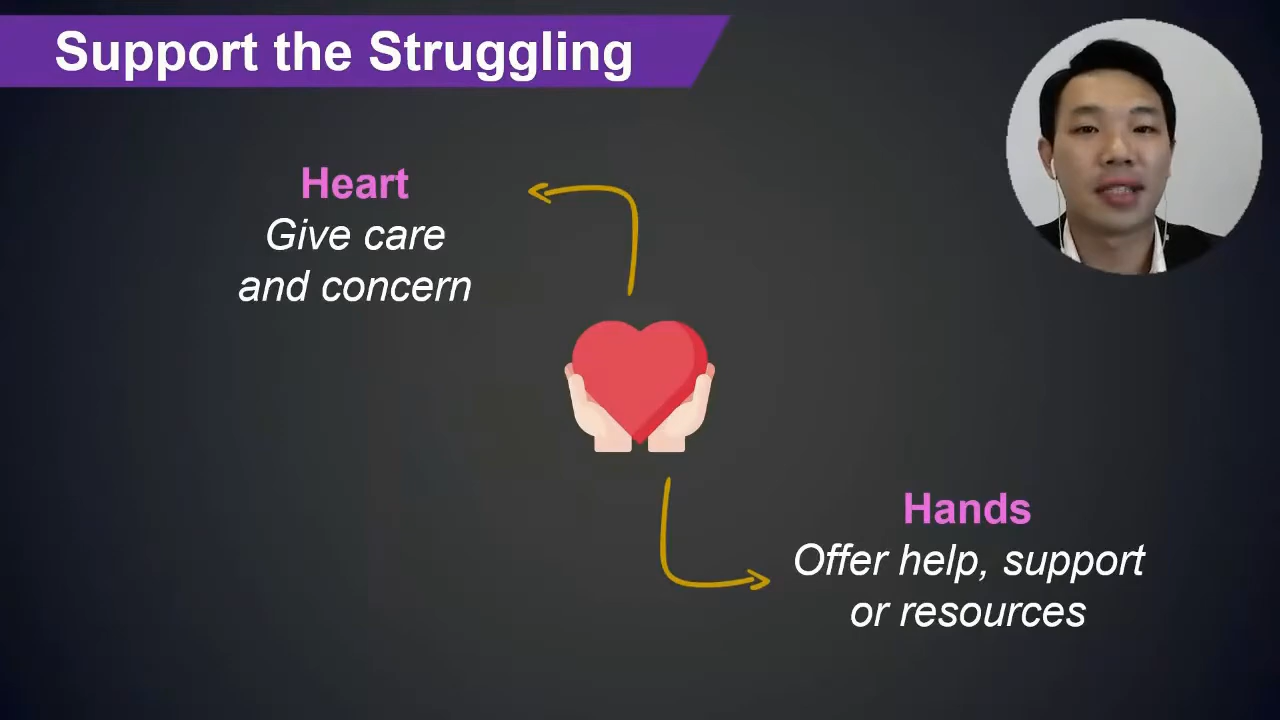 Support the Struggling
Heart
Give care
and concern
Hands
Offer help, support
or resources